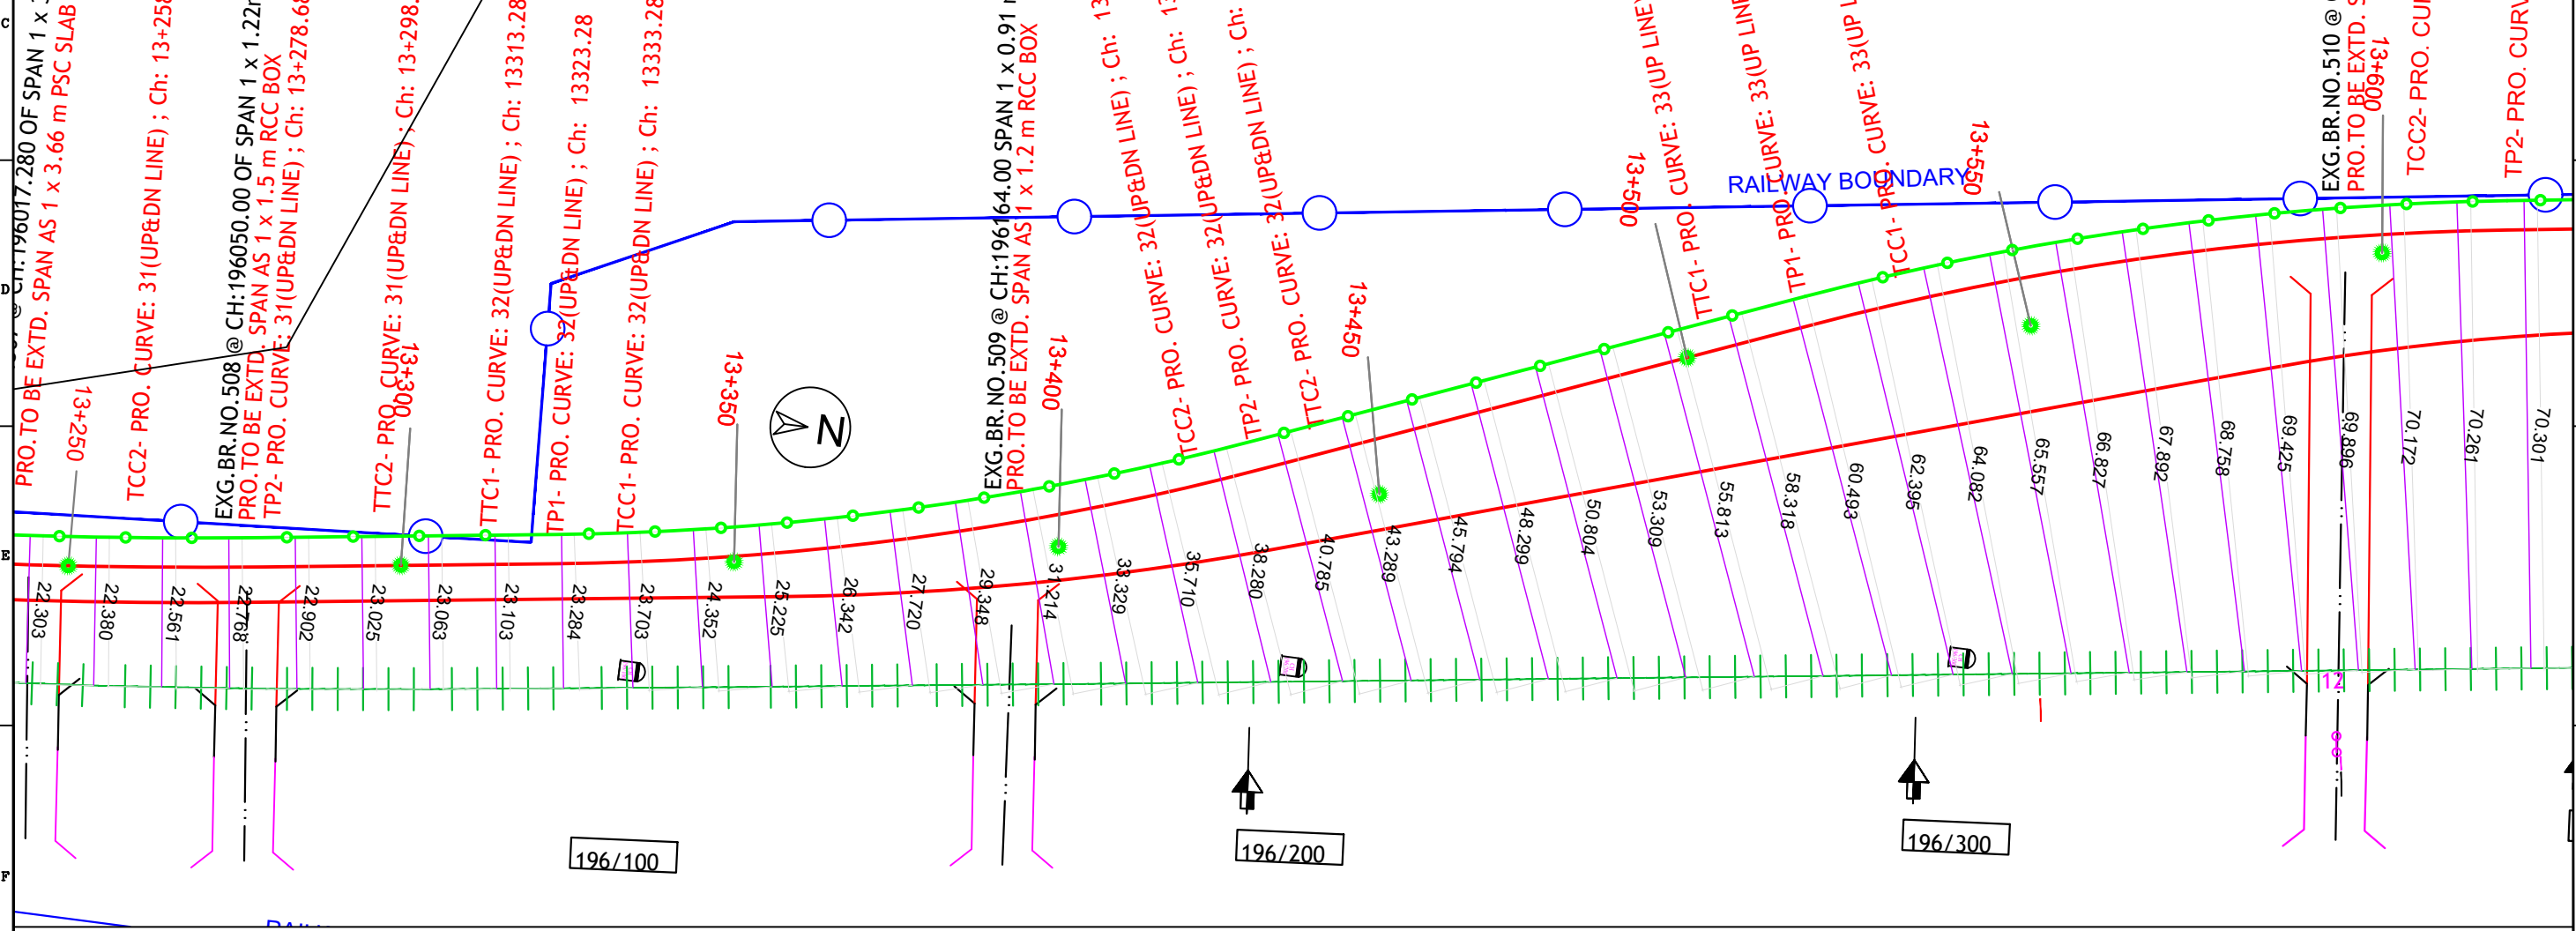 C
D
E
F
@ CH:196017.280 OF SPAN 1 x 3
PRO.TO BE EXTD. SPAN AS 1 x 3.66 m PSC SLAB
13+250
TCC2- PRO. CURVE: 31(UP&DN LINE) ; Ch: 13+258
EXG.BR.NO.508 @ CH:196050.00 OF SPAN 1 x 1.22m
PRO.TO BE EXTD. SPAN AS 1 x 1.5 m RCC BOX
TP2- PRO. CURVE: 31(UP&DN LINE) ; Ch: 13+278.68
TTC2- PRO. CURVE: 31(UP&DN LINE) ; Ch: 13+298.
13+300
TTC1- PRO. CURVE: 32(UP&DN LINE) ; Ch: 13313.28
TP1- PRO. CURVE: 32(UP&DN LINE) ; Ch: 13323.28
TCC1- PRO. CURVE: 32(UP&DN LINE) ; Ch: 13333.28
13+350
N
EXG.BR.NO.509 @ CH:196164.00 SPAN 1 x 0.91 m
PRO.TO BE EXTD. SPAN AS 1 x 1.2 m RCC BOX
13+400
TCC2- PRO. CURVE: 32(UP&DN LINE) ; Ch: 13
TP2- PRO. CURVE: 32(UP&DN LINE) ; Ch: 13
TTC2- PRO. CURVE: 32(UP&DN LINE) ; Ch:
13+450
13+500
TTC1- PRO. CURVE: 33(UP LINE)
TP1- PRO. CURVE: 33(UP LINE
TCC1- PRO. CURVE: 33(UP L
RAILWAY BOUNDARY
13+550
EXG.BR.NO.510 @
PRO.TO BE EXTD. S
13+600
TCC2- PRO. CUR
TP2- PRO. CURV
22.303
22.380
22.561
22.768
22.902
23.025
23.063
23.103
23.284
23.703
24.352
25.225
26.342
27.720
29.348
31.214
33.329
35.710
38.280
40.785
43.289
45.794
48.299
50.804
53.309
55.813
58.318
60.493
62.395
64.082
65.557
66.827
67.892
68.758
69.425
69.896
70.172
70.261
70.301
12
196/100
196/200
196/300